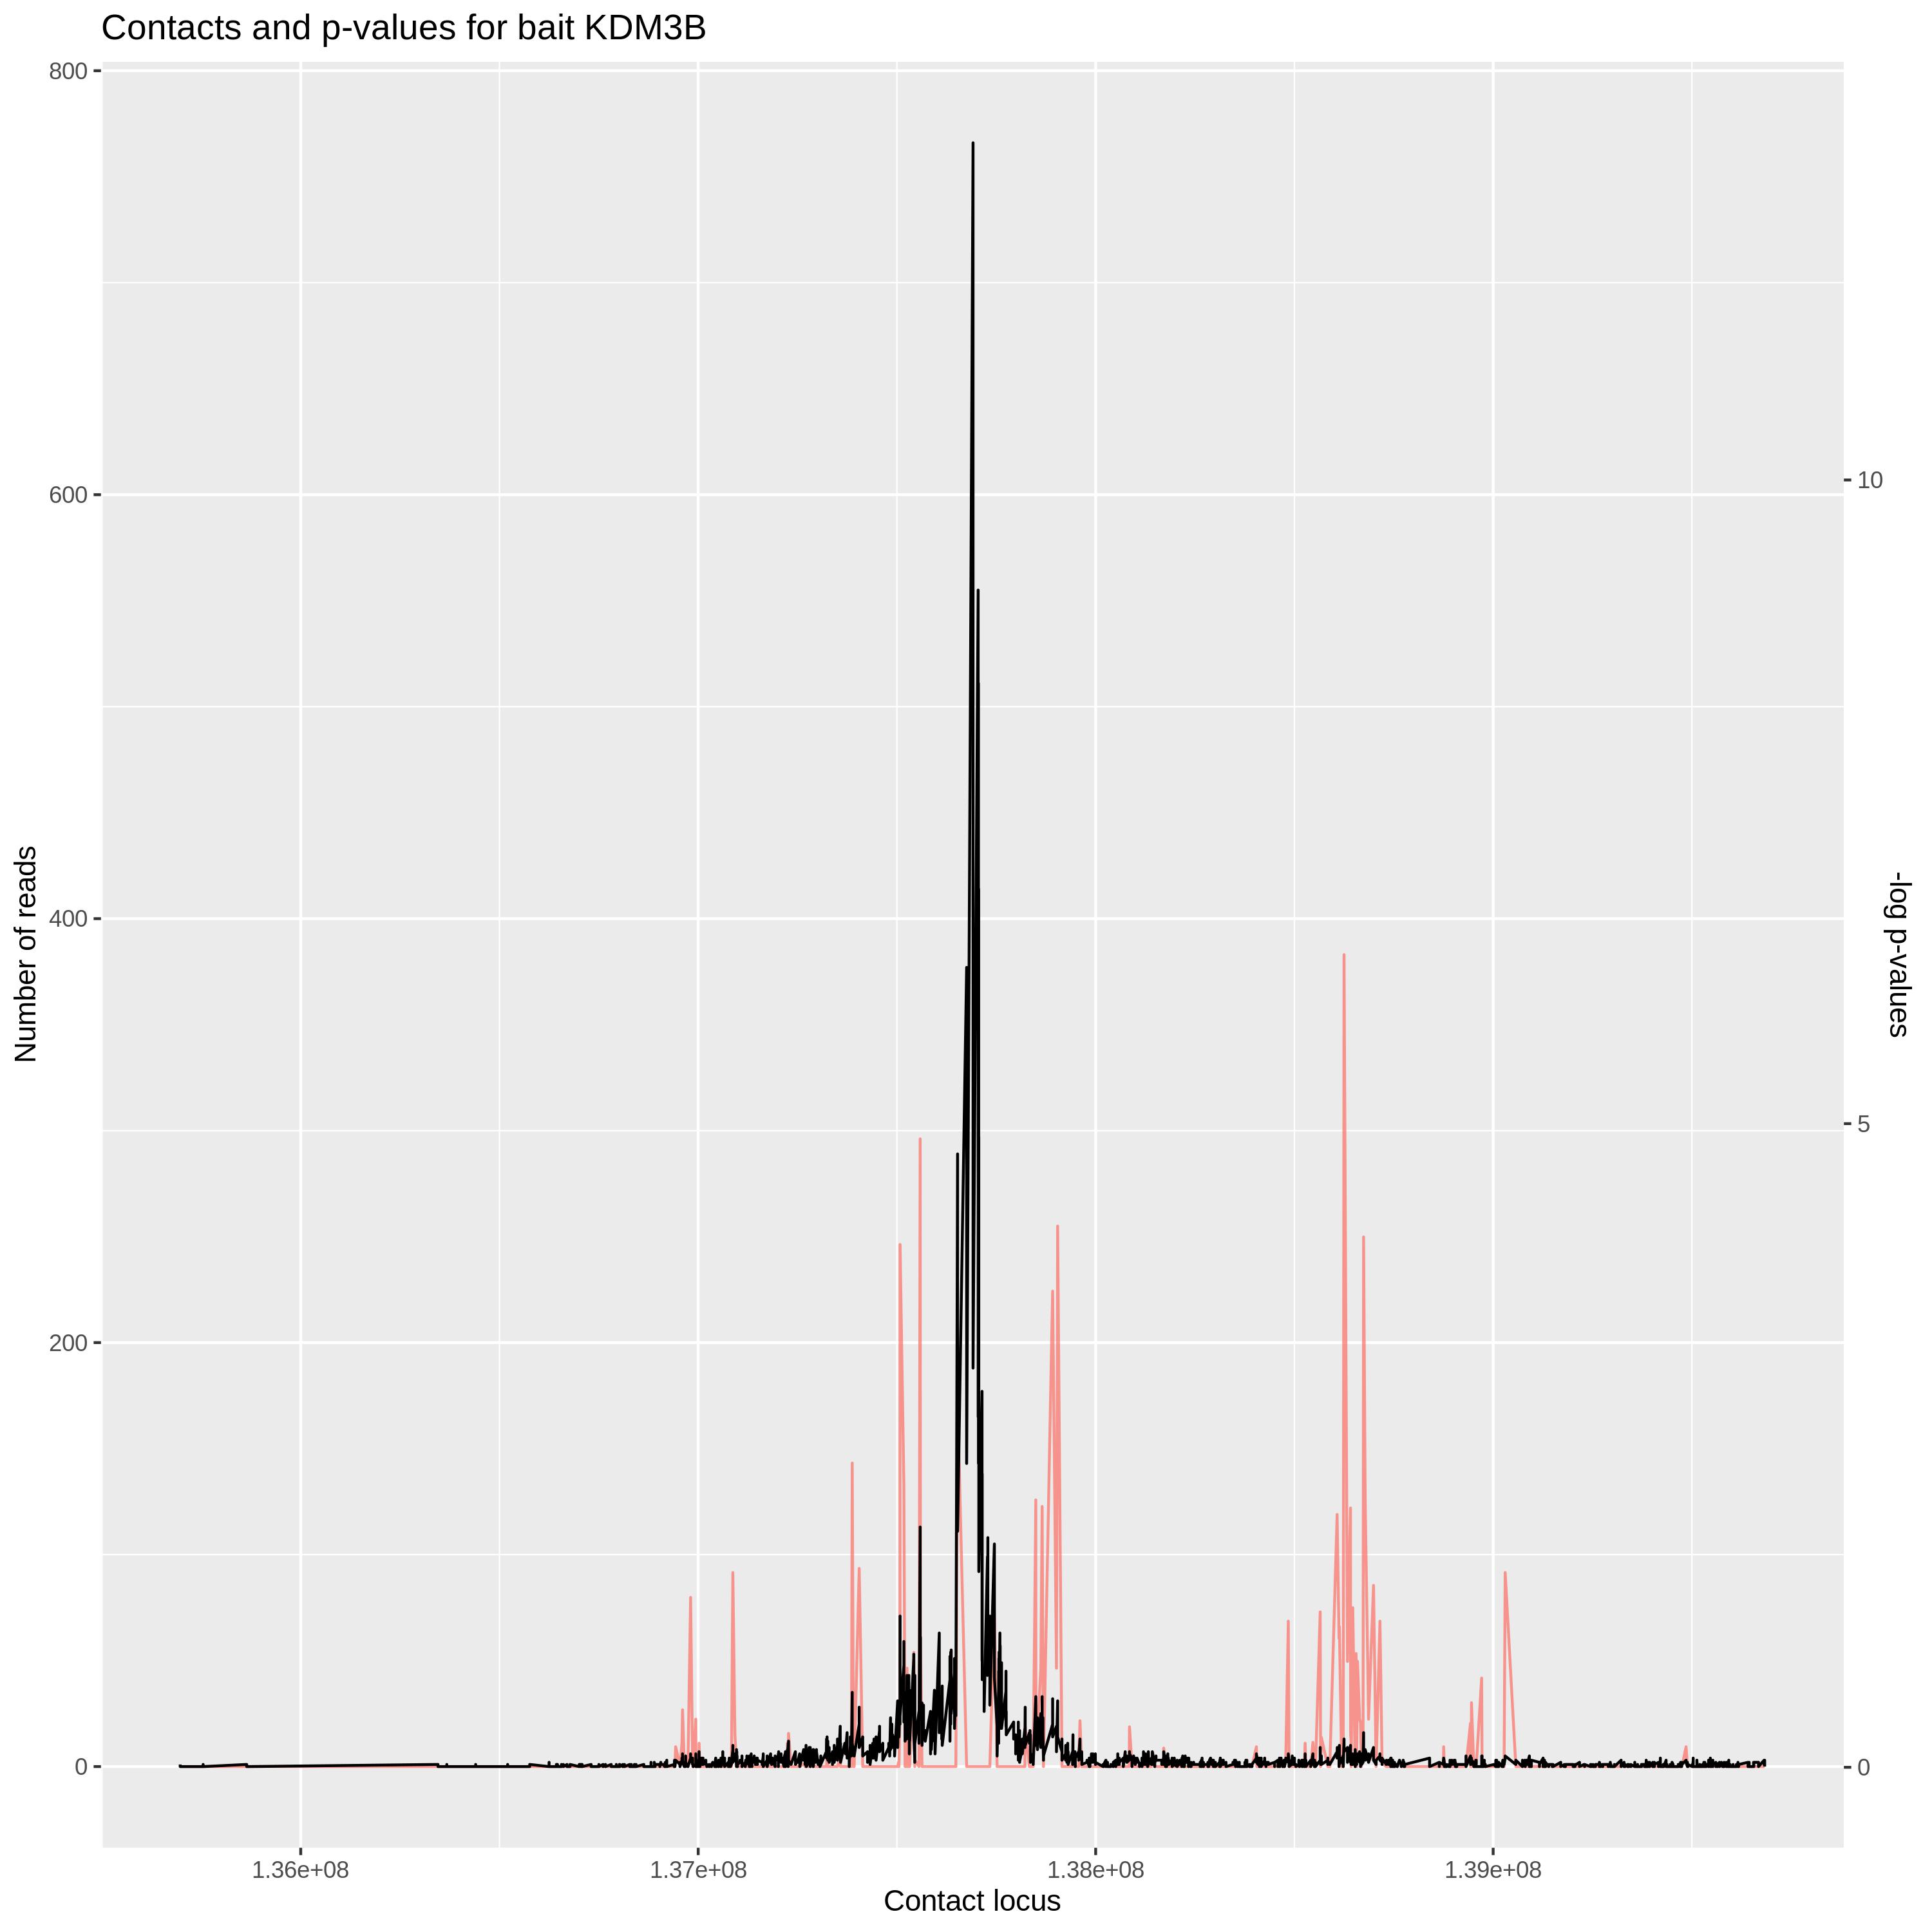 Contacts and p-values for bait KDM3B
800
600
400
200
0
Number of reads
10
5
0
-log p-values
1.36e+08
1.37e+08
1.38e+08
1.39e+08
Contact locus